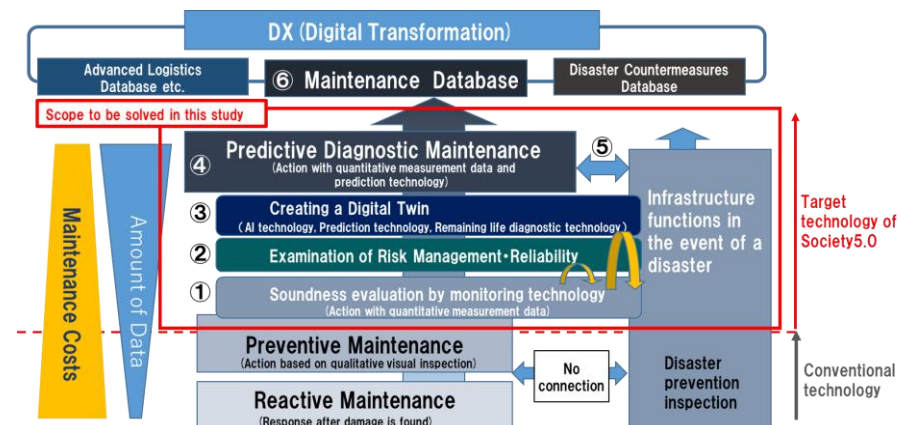 DX (Digital Transformation)
Advanced Logistics
Database etc.
⑥ Maintenance Database
Disaster Countermeasures
Database
Scope to be solved in this study
④
Predictive Diagnostic Maintenance
(Action with quantitative measurement data and
prediction technology)
⑤
③
Creating a Digital Twin
( AI technology, Prediction technology, Remaining life diagnostic technology)
②
Examination of Risk Management・Reliability
①
Soundness evaluation by monitoring technology
(Action with quantitative measurement data)
Infrastructure
functions in
the event of a
disaster
Target
technology of
Society5.0
Maintenance Costs
Amount of Data
Preventive Maintenance
(Action based on qualitative visual inspection)
No
connection
Disaster
prevention
inspection
Conventional
technology
Reactive Maintenance
(Response after damage is found)